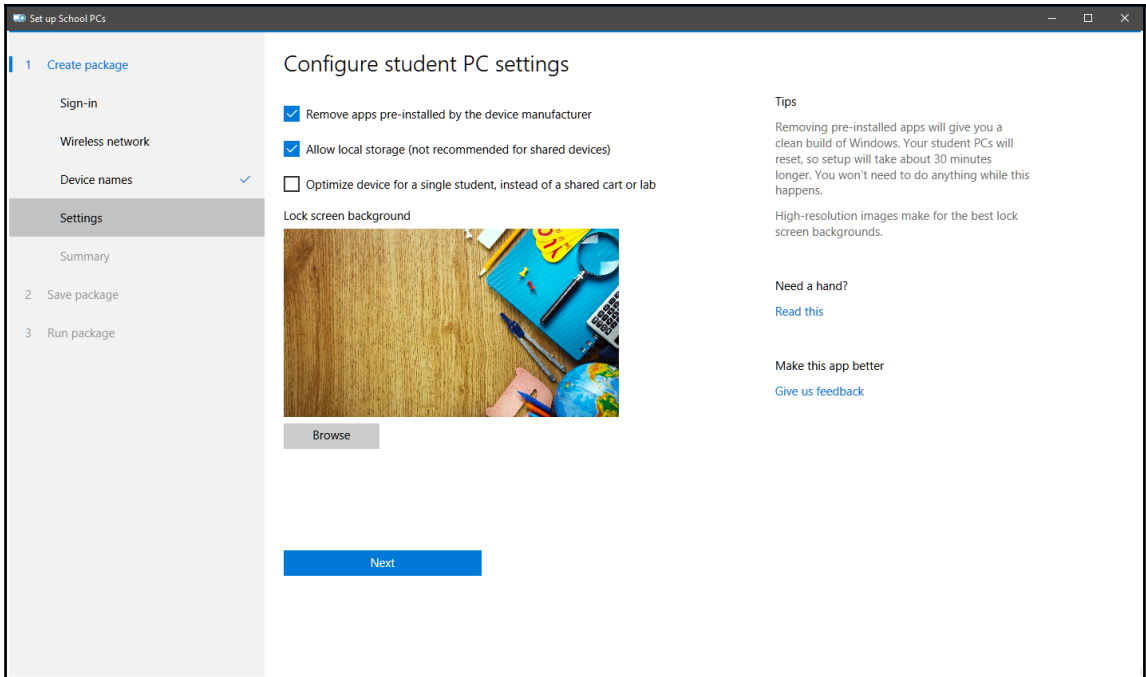 Set up School PCs
1 Create package
Sign-in
Wireless network
Device names
Settings
Summary
2 Save package
3 Run package
Configure student PC settings
Remove apps pre-installed by the device manufacturer
Allow local storage (not recommended for shared devices)
Optimize device for a single student, instead of a shared cart or lab
Lock screen background
Browse
Next
Tips
Removing pre-installed apps will give you a
clean build of Windows. Your student PCs will
reset, so setup will take about 30 minutes
longer. You won't need to do anything while this
happens.
High-resolution images make for the best lock
screen backgrounds.
Need a hand?
Read this
Make this app better
Give us feedback